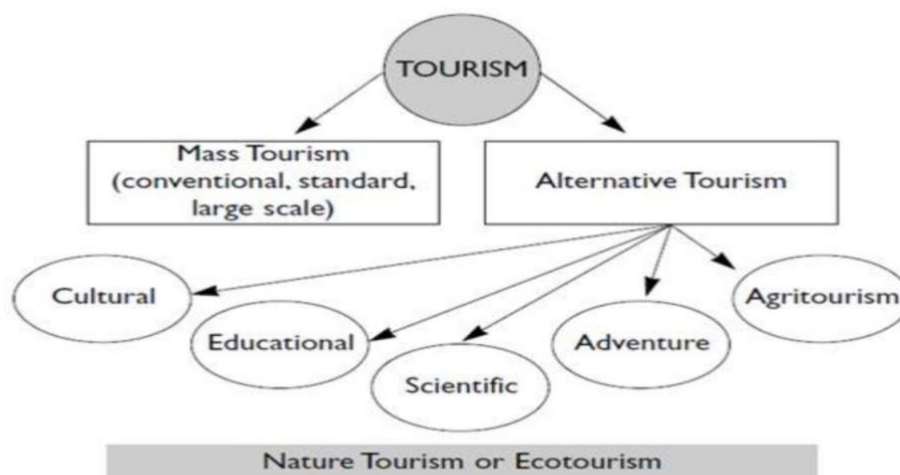 TOURISM
Mass Tourism
(conventional, standard,
large scale)
Alternative Tourism
Cultural
Educational
Scientific
Adventure
Agritourism
Nature Tourism or Ecotourism